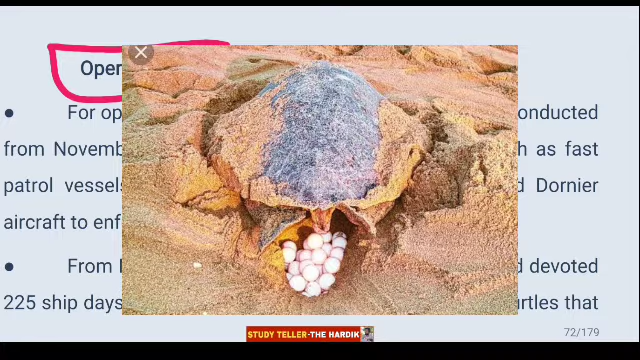 Oper
● For op onducted
from Novemb h as fast
patrol vessels d Dornier
aircraft to enf
● From d devoted
225 ship days urtles that
STUDY TELLER-THE HARDIK
72/179